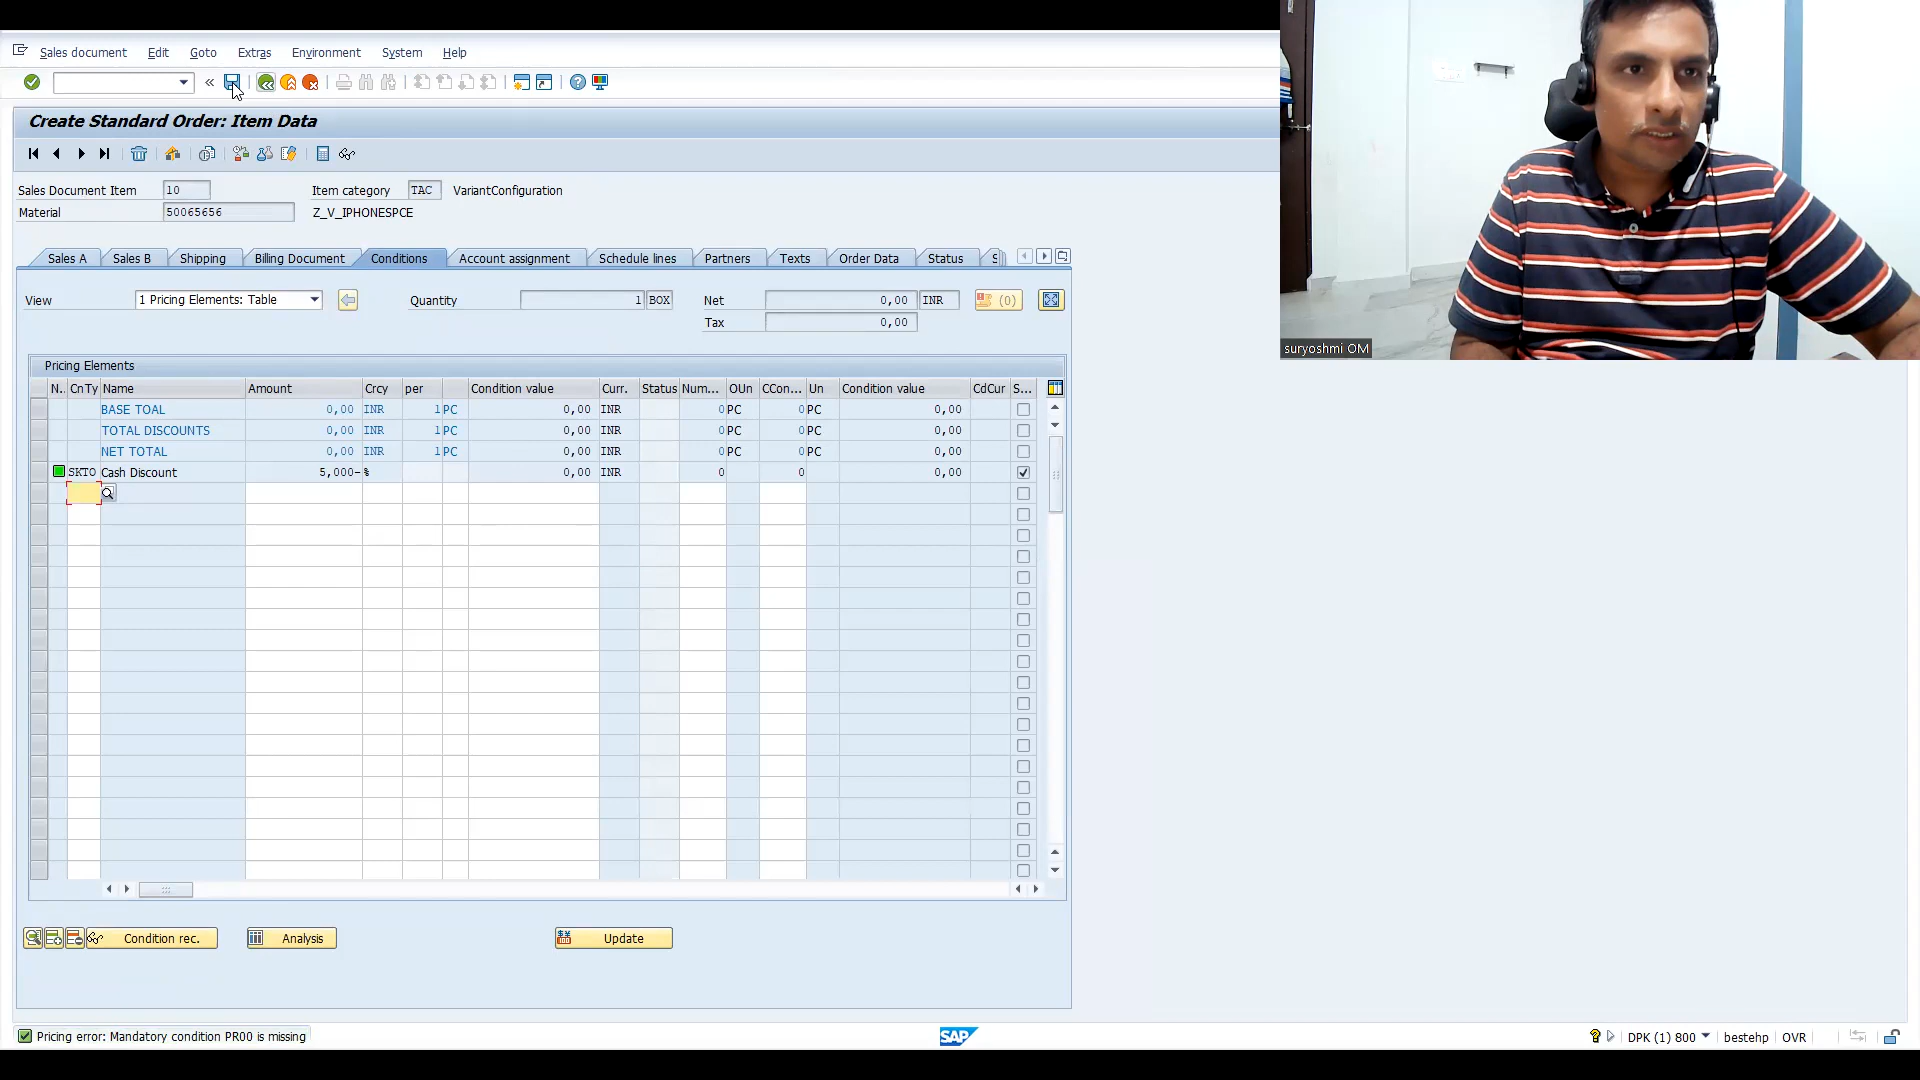 Sales document Edit Goto Extras Environment System Help
Create Standard Order: Item Data
Sales Document Item 10 Item category TAC VariantConfiguration
Material 50065656 Z_V_IPHONESPCE
Sales A Sales B Shipping Billing Document Conditions Account assignment Schedule lines Partners Texts Order Data Status S
View 1 Pricing Elements: Table Quantity 1 BOX Net 0,00 INR (0)
Tax 0,00
Pricing Elements
N.. CnTy Name Amount Crcy per Condition value Curr. Status Num... OUn CCon... Un Condition value CdCur S...
BASE TOAL 0,00 INR 1 PC 0,00 INR 0 PC 0 PC 0,00
TOTAL DISCOUNTS 0,00 INR 1 PC 0,00 INR 0 PC 0 PC 0,00
NET TOTAL 0,00 INR 1 PC 0,00 INR 0 PC 0 PC 0,00
SKTO Cash Discount 5,000- % 0,00 INR 0 0 0,00
Condition rec. Analysis Update
Pricing error: Mandatory condition PR00 is missing SAP DPK (1) 800 bestehp OVR
suryoshmi OM